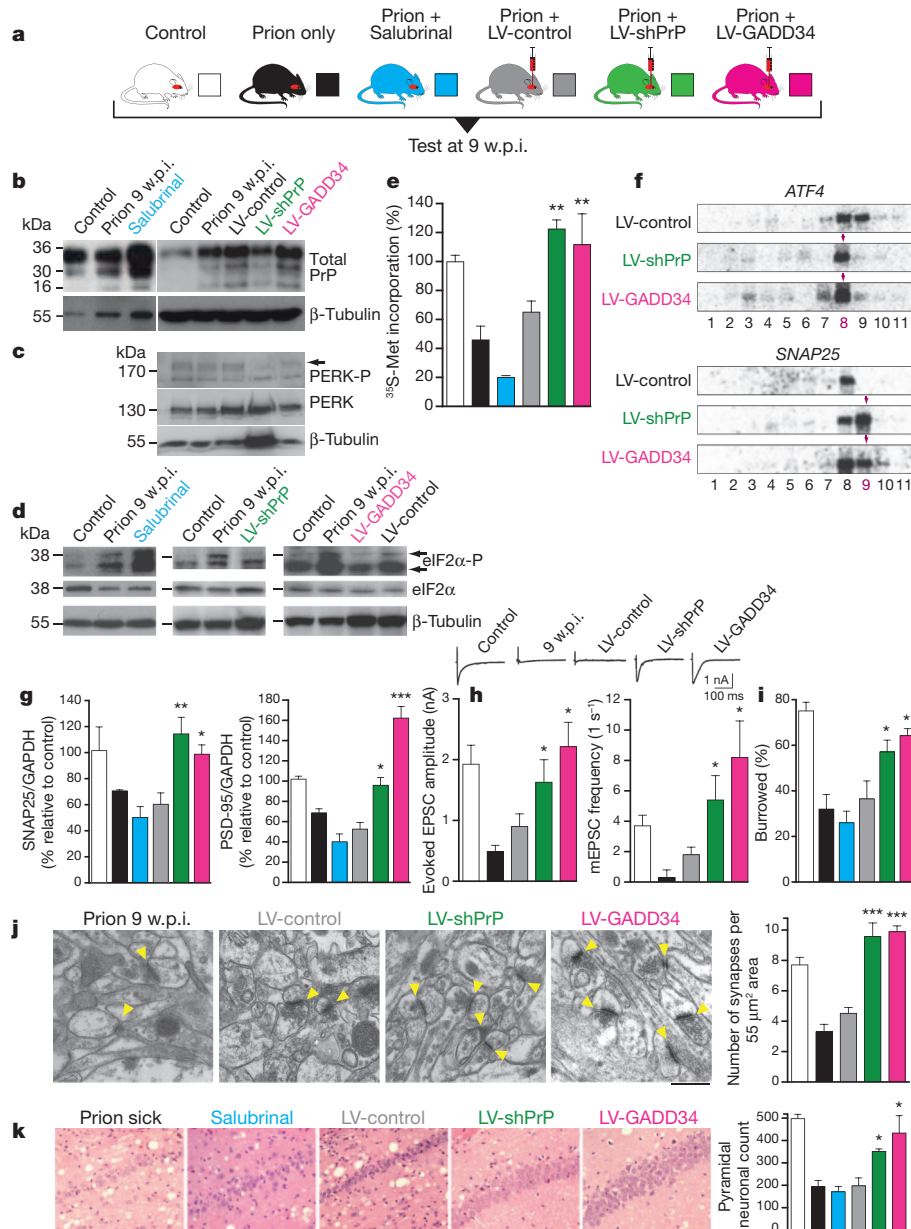 a
Control
Prion only
Prion +
Salubrinal
Prion +
LV-control
Prion +
LV-shPrP
Prion +
LV-GADD34
Test at 9 w.p.i.
b
kDa
Control
Prion 9 w.p.i.
Salubrinal
Control
Prion 9 w.p.i.
LV-control
LV-shPrP
LV-GADD34
36
30
16
Total
PrP
55
β-Tubulin
c
kDa
170
PERK-P
130
PERK
55
β-Tubulin
d
kDa
Control
Prion 9 w.p.i.
Salubrinal
Control
Prion 9 w.p.i.
LV-shPrP
Control
Prion 9 w.p.i.
LV-GADD34
LV-control
38
eIF2α-P
38
eIF2α
55
β-Tubulin
e
³⁵S-Met incorporation (%)
140
120
100
80
60
40
20
0
**
**
f
ATF4
LV-control
LV-shPrP
LV-GADD34
1 2 3 4 5 6 7 8 9 10 11
SNAP25
LV-control
LV-shPrP
LV-GADD34
1 2 3 4 5 6 7 8 9 10 11
g
SNAP25/GAPDH
(% relative to control)
140
120
100
80
60
40
20
0
**
*
PSD-95/GAPDH
(% relative to control)
180
160
140
120
100
80
60
40
20
0
*
***
h
Control
9 w.p.i.
LV-control
LV-shPrP
LV-GADD34
1 nA
100 ms
Evoked EPSC amplitude (nA)
3
2
1
0
*
*
mEPSC frequency (1 s⁻¹)
12
10
8
6
4
2
0
*
*
i
Burrowed (%)
80
60
40
20
0
*
*
j
Prion 9 w.p.i.
LV-control
LV-shPrP
LV-GADD34
Number of synapses per
55 μm² area
12
10
8
6
4
2
0
***
***
k
Prion sick
Salubrinal
LV-control
LV-shPrP
LV-GADD34
Pyramidal
neuronal count
500
400
300
200
100
0
*
*